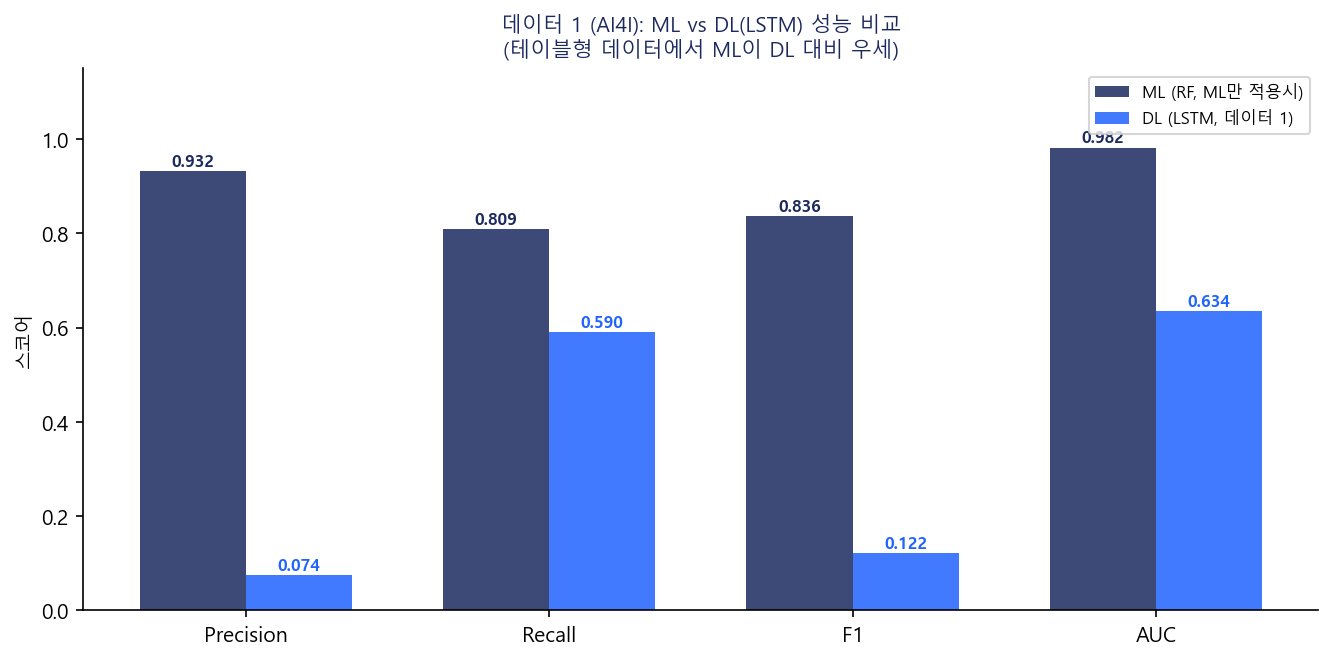 데이터 1 (AI4I): ML vs DL(LSTM) 성능 비교
(테이블형 데이터에서 ML이 DL 대비 우세)
ML (RF, ML만 적용시)
DL (LSTM, 데이터 1)
스코어
1.0
0.8
0.6
0.4
0.2
0.0
0.932
0.074
0.809
0.590
0.836
0.122
0.982
0.634
Precision
Recall
F1
AUC